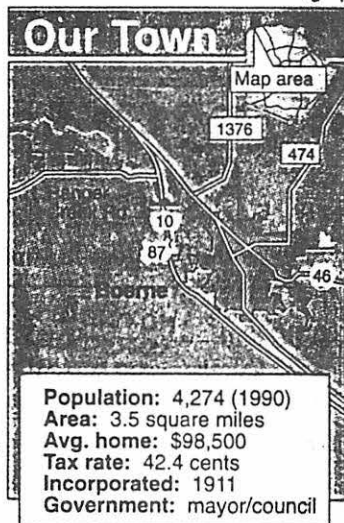 Our Town
Map area
1376
474
10
87
46
Boerne
Population: 4,274 (1990)
Area: 3.5 square miles
Avg. home: $98,500
Tax rate: 42.4 cents
Incorporated: 1911
Government: mayor/council